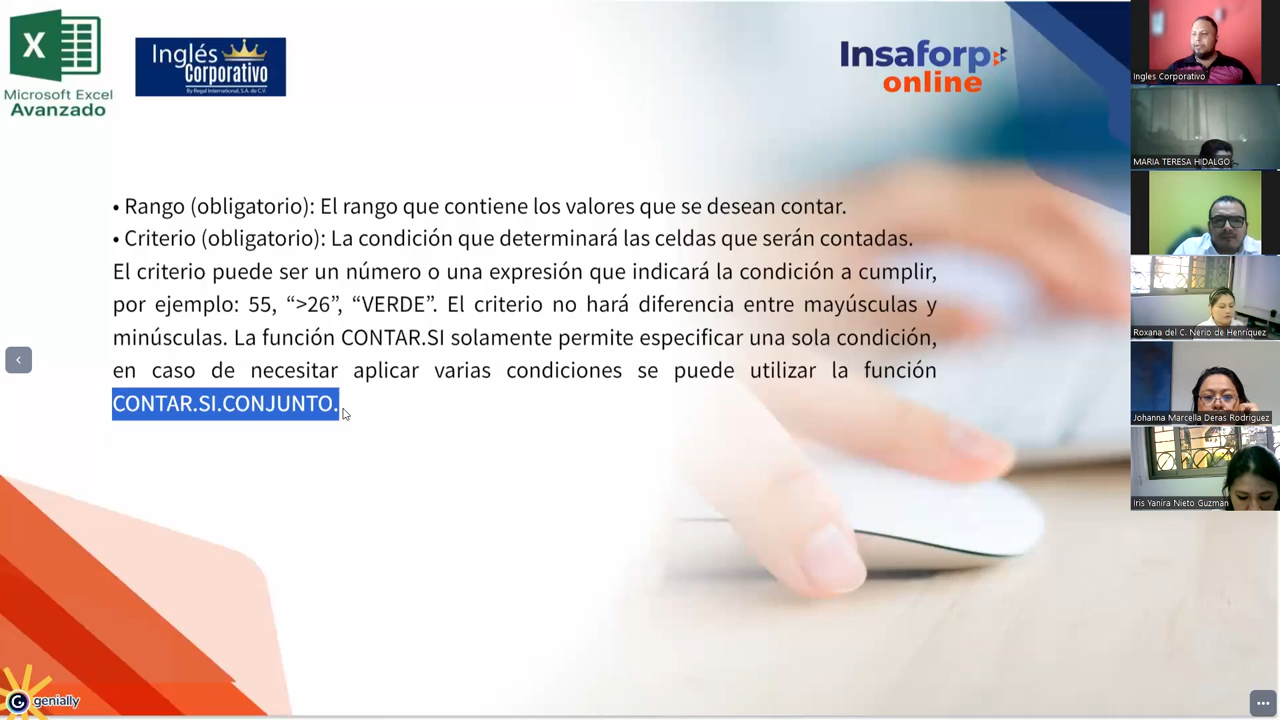 Microsoft Excel
Avanzado
Inglés
Corporativo
By Regal International, S.A. de C.V.
Insaforp
online
• Rango (obligatorio): El rango que contiene los valores que se desean contar.
• Criterio (obligatorio): La condición que determinará las celdas que serán contadas.
El criterio puede ser un número o una expresión que indicará la condición a cumplir,
por ejemplo: 55, “>26”, “VERDE”. El criterio no hará diferencia entre mayúsculas y
minúsculas. La función CONTAR.SI solamente permite especificar una sola condición,
en caso de necesitar aplicar varias condiciones se puede utilizar la función
CONTAR.SI.CONJUNTO.
genially
Ingles Corporativo
MARIA TERESA HIDALGO
Roxana del C. Nerio de Henríquez
Johanna Marcella Deras Rodriguez
Iris Yanira Nieto Guzman